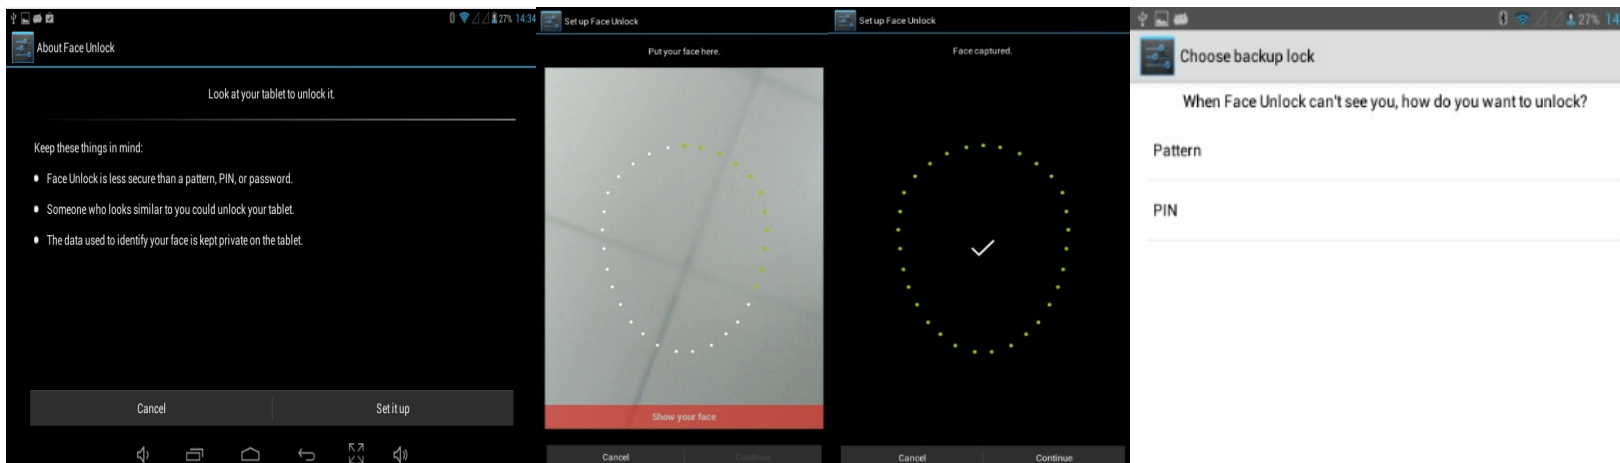 27% 14:34
About Face Unlock
Look at your tablet to unlock it.
Keep these things in mind:
Face Unlock is less secure than a pattern, PIN, or password.
Someone who looks similar to you could unlock your tablet.
The data used to identify your face is kept private on the tablet.
Cancel
Set it up
Set up Face Unlock
Put your face here.
Show your face
Cancel
Continue
Set up Face Unlock
Face captured.
Cancel
Continue
27% 14
Choose backup lock
When Face Unlock can't see you, how do you want to unlock?
Pattern
PIN